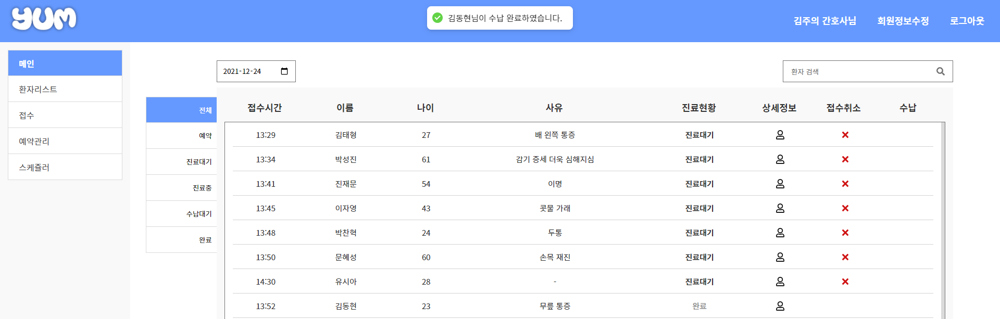 YUM
김동현님이 수납 완료하였습니다.
김주의 간호사님 회원정보수정 로그아웃
메인
환자리스트
접수
예약관리
스케쥴러
2021-12-24
환자 검색
전체
예약
진료대기
진료중
수납대기
완료
접수시간 이름 나이 사유 진료현황 상세정보 접수취소 수납
13:29 김태형 27 배 왼쪽 통증 진료대기
13:34 박성진 61 감기 증세 더욱 심해지심 진료대기
13:41 진재문 54 이명 진료대기
13:45 이자영 43 콧물 가래 진료대기
13:48 박찬혁 24 두통 진료대기
13:50 문혜성 60 손목 재진 진료대기
14:30 유시아 28 - 진료대기
13:52 김동현 23 무릎 통증 완료